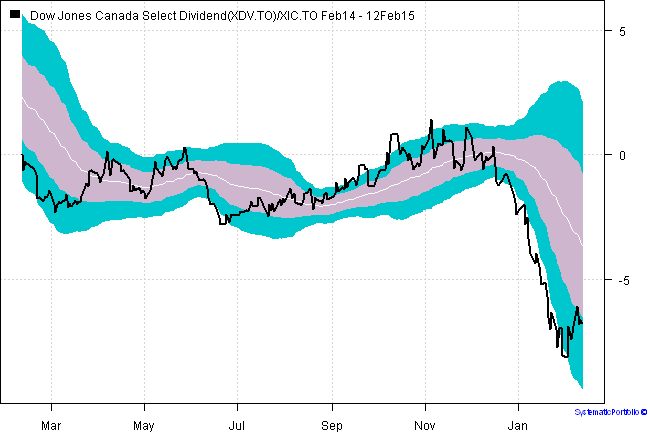 Dow Jones Canada Select Dividend(XDV.TO)/XIC.TO Feb14 - 12Feb15
5
0
-5
SystematicPortfolio ©
Mar May Jul Sep Nov Jan